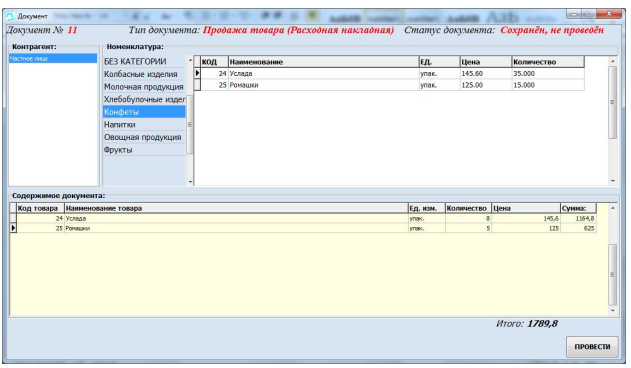 Документ
Документ № 11 Тип документа: Продажа товара (Расходная накладная) Статус документа: Сохранён, не проведён
Контрагент: Номенклатура:
Частное лицо
БЕЗ КАТЕГОРИИ
Колбасные изделия
Молочная продукция
Хлебобулочные издел
Конфеты
Напитки
Овощная продукция
Фрукты
КОД Наименование ЕД. Цена Количество
24 Услада упак. 145.60 35.000
25 Ромашки упак. 125.00 15.000
Содержимое документа:
Код товара Наименование товара Ед. изм. Количество Цена Сумма:
24 Услада упак. 8 145,6 1164,8
25 Ромашки упак. 5 125 625
Итого: 1789,8
ПРОВЕСТИ